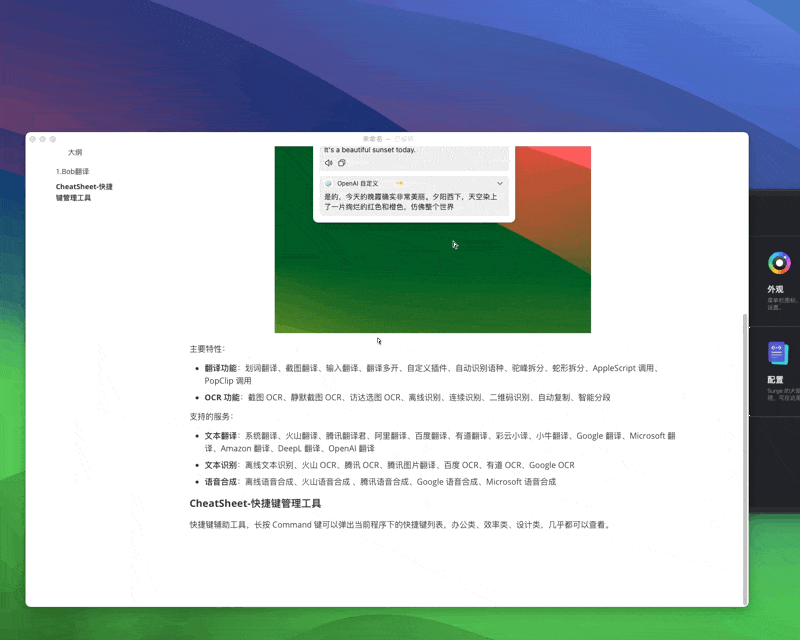 未命名 — 已编辑
大纲
1.Bob翻译
CheatSheet-快捷
键管理工具
It's a beautiful sunset today.
OpenAI 自定义
是的，今天的晚霞确实非常美丽。夕阳西下，天空染上
了一片绚烂的红色和橙色，仿佛整个世界
主要特性：
翻译功能：划词翻译、截图翻译、输入翻译、翻译多开、自定义插件、自动识别语种、驼峰拆分、蛇形拆分、AppleScript 调用、
PopClip 调用
OCR 功能：截图 OCR、静默截图 OCR、访达选图 OCR、离线识别、连续识别、二维码识别、自动复制、智能分段
支持的服务：
文本翻译：系统翻译、火山翻译、腾讯翻译君、阿里翻译、百度翻译、有道翻译、彩云小译、小牛翻译、Google 翻译、Microsoft 翻
译、Amazon 翻译、DeepL 翻译、OpenAI 翻译
文本识别：离线文本识别、火山 OCR、腾讯 OCR、腾讯图片翻译、百度 OCR、有道 OCR、Google OCR
语音合成：离线语音合成、火山语音合成 、腾讯语音合成、Google 语音合成、Microsoft 语音合成
CheatSheet-快捷键管理工具
快捷键辅助工具，长按 Command 键可以弹出当前程序下的快捷键列表，办公类、效率类、设计类，几乎都可以查看。
外观
菜单栏图标、
设置。
配置
Surge 的大部